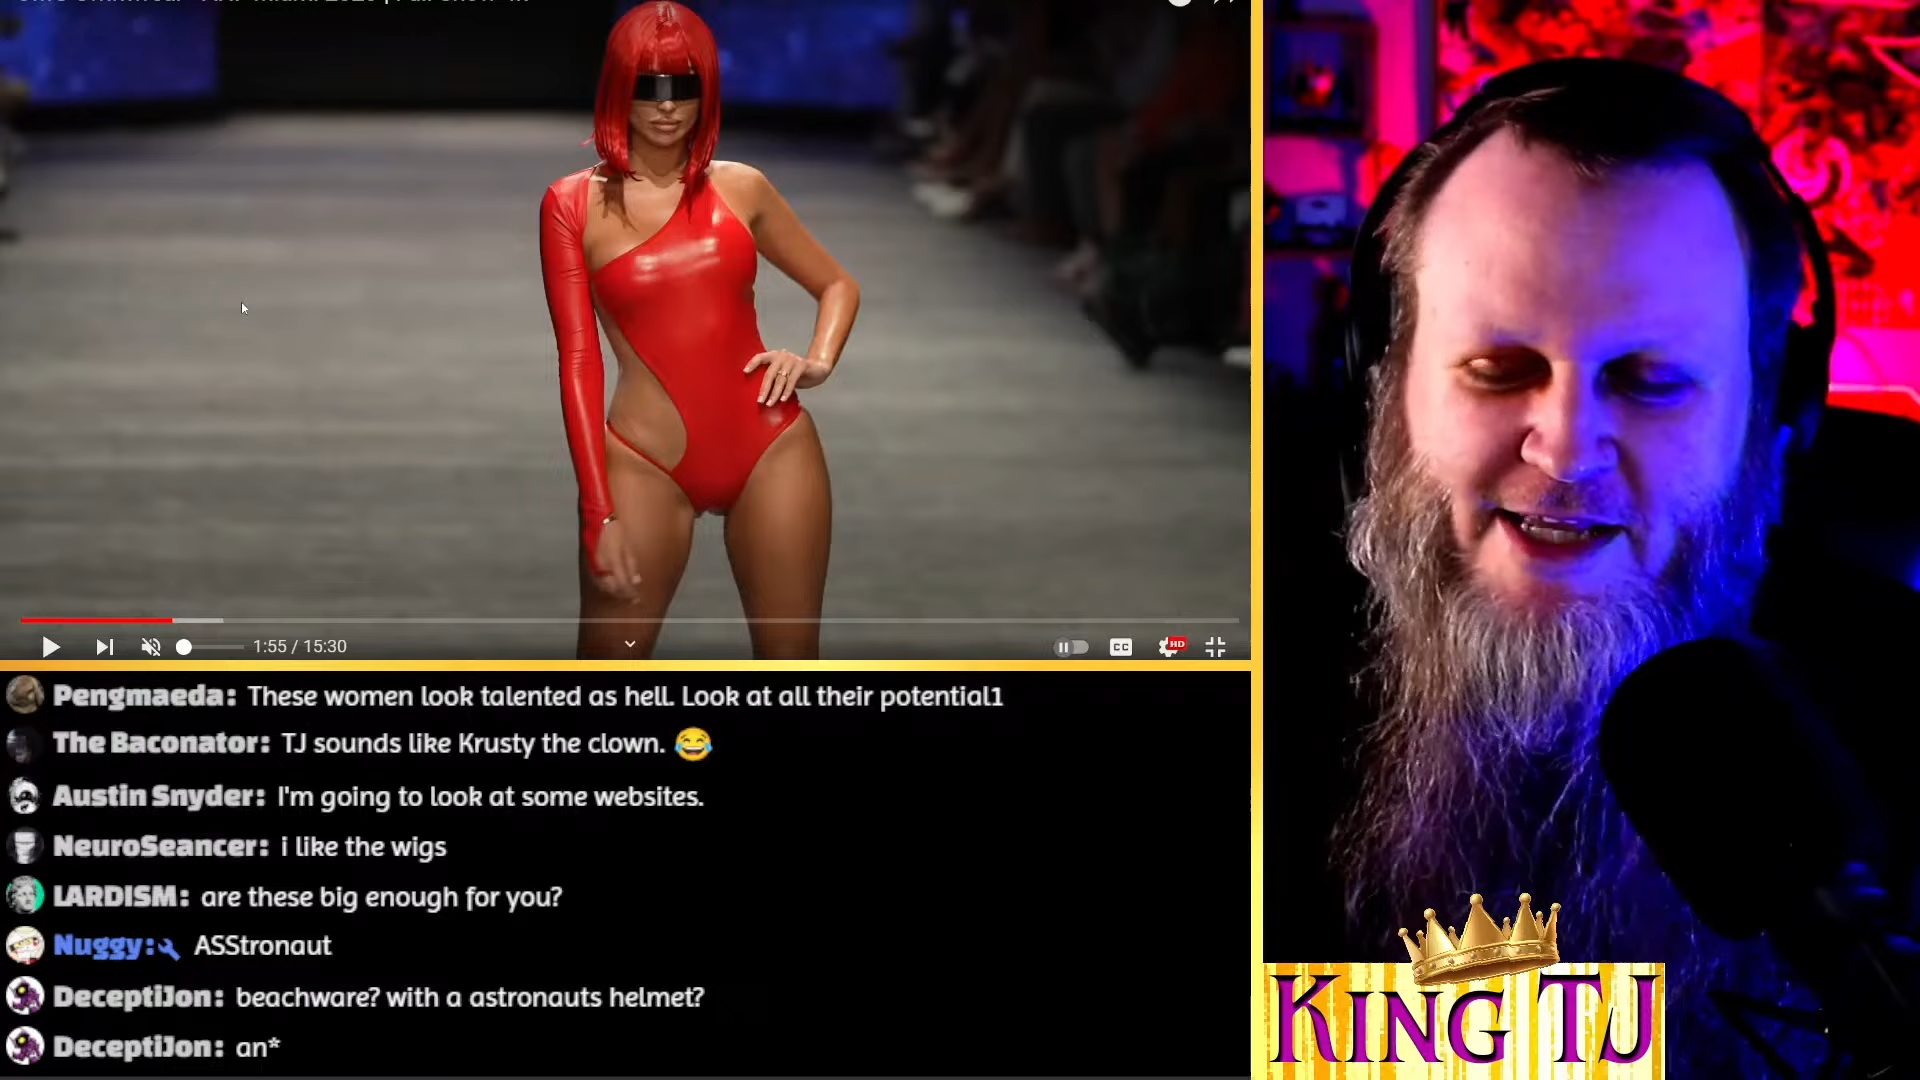 1:55 / 15:30
CC
HD
Pengmaeda: These women look talented as hell. Look at all their potential1
The Baconator: TJ sounds like Krusty the clown. 😂
Austin Snyder: I'm going to look at some websites.
NeuroSeancer: i like the wigs
LARDISM: are these big enough for you?
Nuggy: ASStronaut
DeceptiJon: beachware? with a astronauts helmet?
DeceptiJon: an*
KING TJ